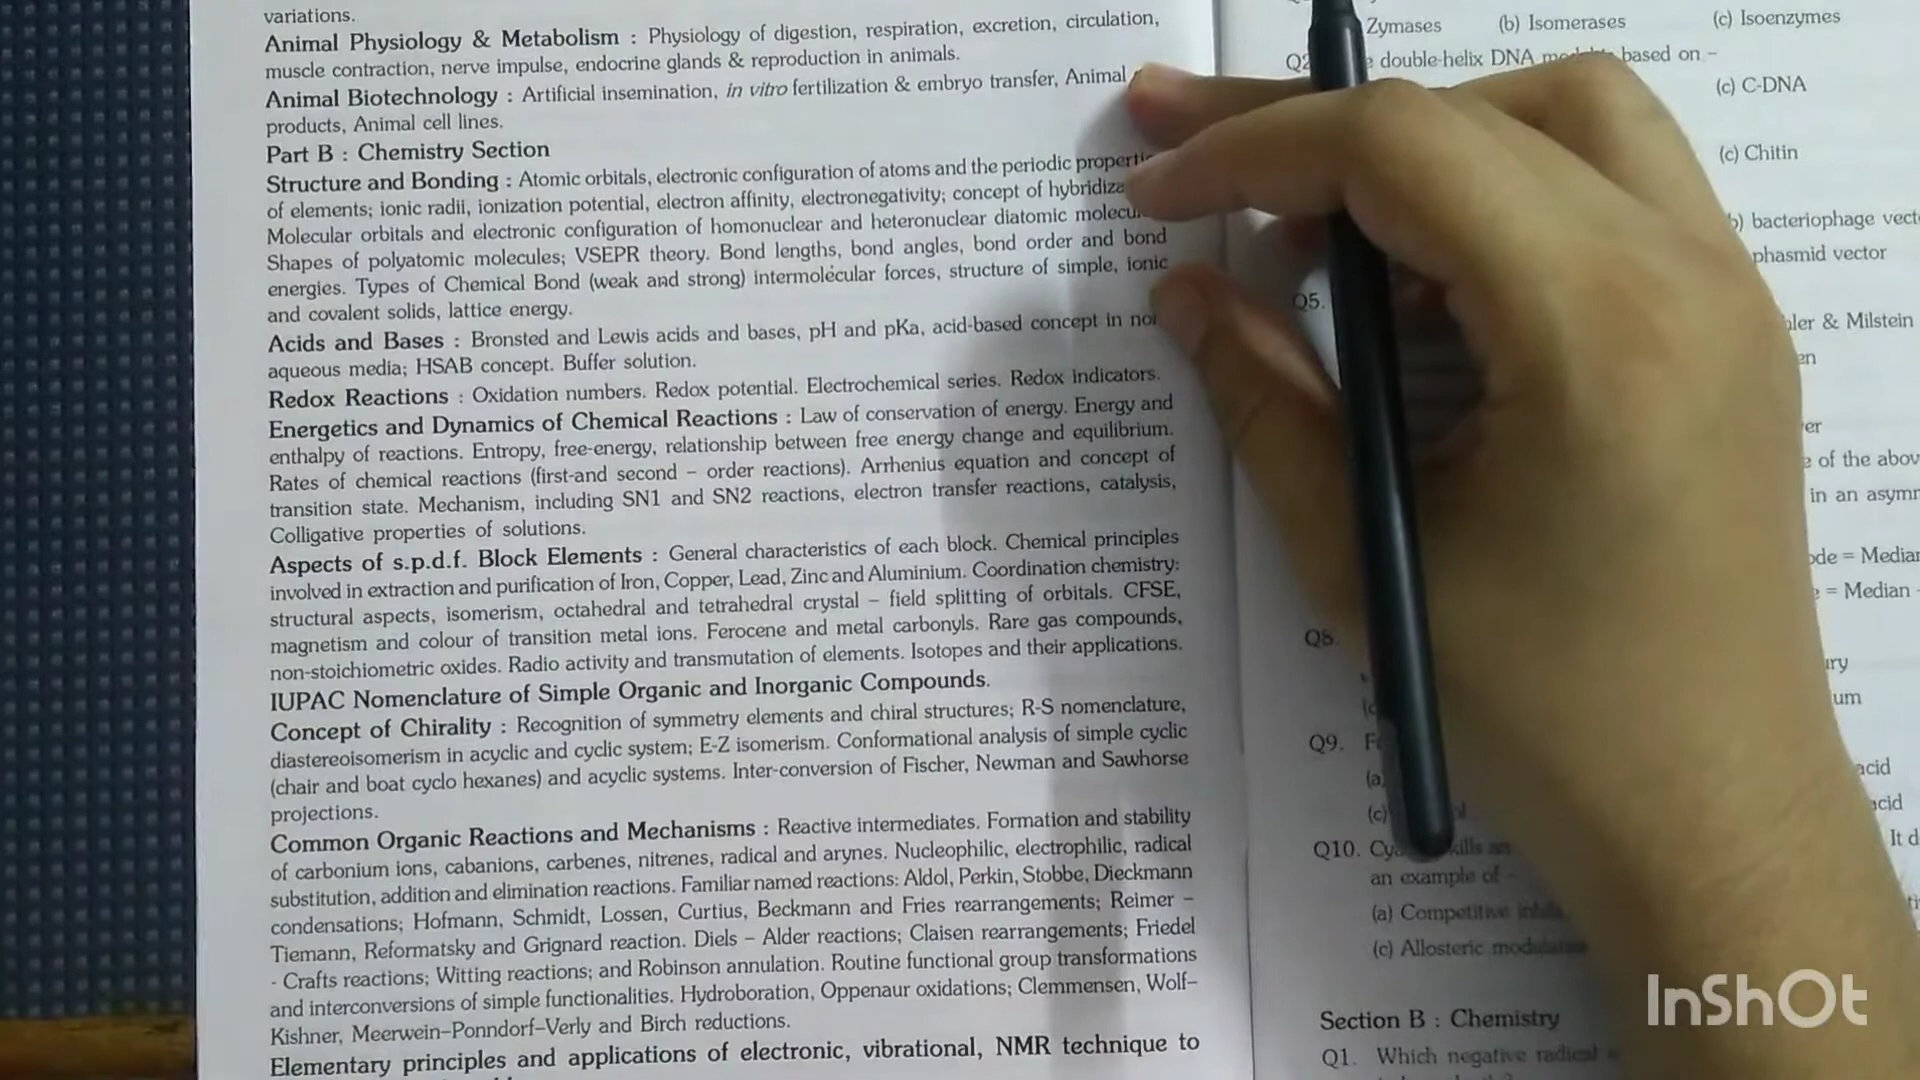 variations.
Animal Physiology & Metabolism : Physiology of digestion, respiration, excretion, circulation,
muscle contraction, nerve impulse, endocrine glands & reproduction in animals.
Animal Biotechnology : Artificial insemination, in vitro fertilization & embryo transfer, Animal
products, Animal cell lines.
Part B : Chemistry Section
Structure and Bonding : Atomic orbitals, electronic configuration of atoms and the periodic
of elements; ionic radii, ionization potential, electron affinity, electronegativity; concept of
Molecular orbitals and electronic configuration of homonuclear and heteronuclear diatomic
Shapes of polyatomic molecules; VSEPR theory. Bond lengths, bond angles, bond order and bond
energies. Types of Chemical Bond (weak and strong) intermolecular forces, structure of simple, ionic
and covalent solids, lattice energy.
Acids and Bases : Bronsted and Lewis acids and bases, pH and pKa, acid-based concept in
aqueous media; HSAB concept. Buffer solution.
Redox Reactions : Oxidation numbers. Redox potential. Electrochemical series. Redox indicators.
Energetics and Dynamics of Chemical Reactions : Law of conservation of energy. Energy and
enthalpy of reactions. Entropy, free-energy, relationship between free energy change and equilibrium.
Rates of chemical reactions (first-and second – order reactions). Arrhenius equation and concept of
transition state. Mechanism, including SN1 and SN2 reactions, electron transfer reactions, catalysis,
Colligative properties of solutions.
Aspects of s.p.d.f. Block Elements : General characteristics of each block. Chemical principles
involved in extraction and purification of Iron, Copper, Lead, Zinc and Aluminium. Coordination chemistry:
structural aspects, isomerism, octahedral and tetrahedral crystal – field splitting of orbitals. CFSE,
magnetism and colour of transition metal ions. Ferocene and metal carbonyls. Rare gas compounds,
non-stoichiometric oxides. Radio activity and transmutation of elements. Isotopes and their applications.
IUPAC Nomenclature of Simple Organic and Inorganic Compounds.
Concept of Chirality : Recognition of symmetry elements and chiral structures; R-S nomenclature,
diastereoisomerism in acyclic and cyclic system; E-Z isomerism. Conformational analysis of simple cyclic
(chair and boat cyclo hexanes) and acyclic systems. Inter-conversion of Fischer, Newman and Sawhorse
projections.
Common Organic Reactions and Mechanisms : Reactive intermediates. Formation and stability
of carbonium ions, cabanions, carbenes, nitrenes, radical and arynes. Nucleophilic, electrophilic, radical
substitution, addition and elimination reactions. Familiar named reactions: Aldol, Perkin, Stobbe, Dieckmann
condensations; Hofmann, Schmidt, Lossen, Curtius, Beckmann and Fries rearrangements; Reimer –
Tiemann, Reformatsky and Grignard reaction. Diels – Alder reactions; Claisen rearrangements; Friedel
- Crafts reactions; Witting reactions; and Robinson annulation. Routine functional group transformations
and interconversions of simple functionalities. Hydroboration, Oppenaur oxidations; Clemmensen, Wolf–
Kishner, Meerwein–Ponndorf–Verly and Birch reductions.
Elementary principles and applications of electronic, vibrational, NMR technique to
Zymases (b) Isomerases (c) Isoenzymes
double-helix DNA based on –
(c) C-DNA
(c) Chitin
b) bacteriophage
phasmid vector
Q5.
& Milstein
of the
in an
= Median
Q8.
Q9.
(c)
acid
Q10.
It
an example of –
(a) Competitive
(c) Allosteric
Section B : Chemistry
Q1. Which negative radical
InShOt